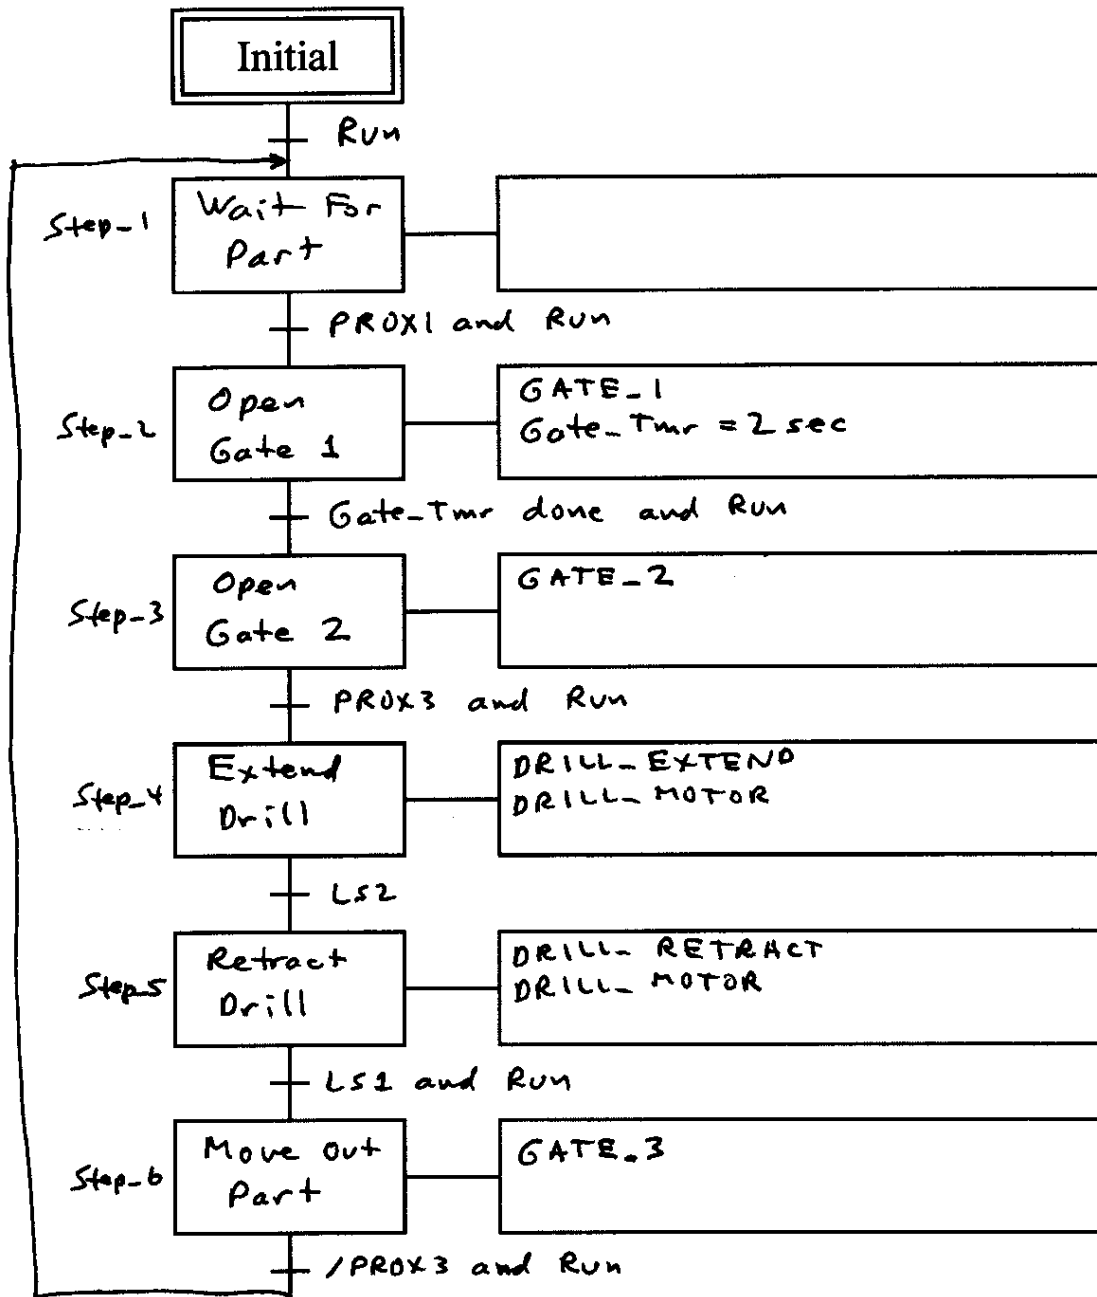 Initial
Run
Step_1
Wait For
Part
PROX1 and Run
Step_2
Open
Gate 1
GATE_1
Gate_Tmr = 2 sec
Gate_Tmr done and Run
Step_3
Open
Gate 2
GATE_2
PROX3 and Run
Step_4
Extend
Drill
DRILL_EXTEND
DRILL_MOTOR
LS2
Step_5
Retract
Drill
DRILL_RETRACT
DRILL_MOTOR
LS1 and Run
Step_6
Move Out
Part
GATE_3
/PROX3 and Run